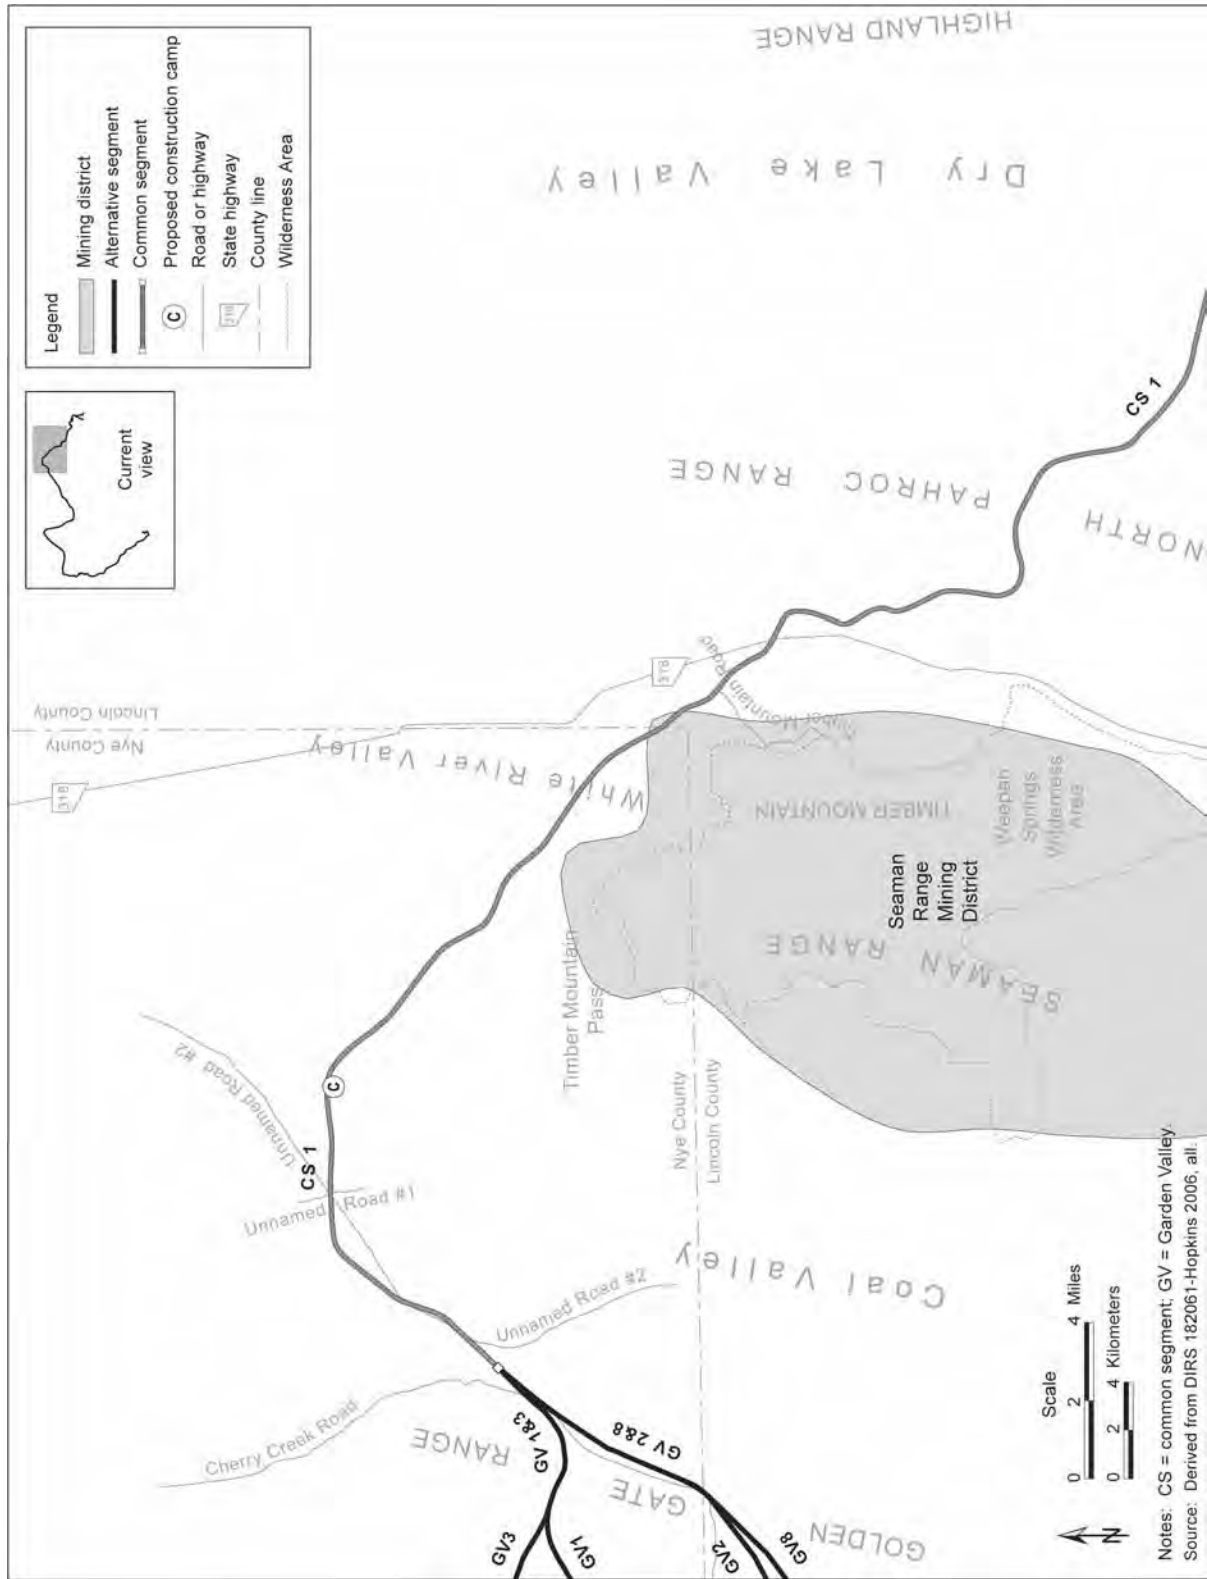 Legend
Mining district
Alternative segment
Common segment
C
Proposed construction camp
Road or highway
318
State highway
County line
Wilderness Area
Current
view
318
Nye County
Lincoln County
White River Valley
318
Timber Mountain Road
HIGHLAND RANGE
Dry Lake Valley
NORTH PAHROC RANGE
CS 1
Unnamed Road #2
C
CS 1
Unnamed Road #1
Unnamed Road #2
Cherry Creek Road
Timber Mountain
Pass
Nye County
Lincoln County
TIMBER MOUNTAIN
Seaman
Range
Mining
District
SEAMAN RANGE
Weepah
Springs
Wilderness
Area
Coal Valley
GV 1&3
GV 2&8
GV3
GV1
GV2
GV8
GOLDEN GATE RANGE
Scale
0 2 4 Miles
0 2 4 Kilometers
N
Notes: CS = common segment; GV = Garden Valley.
Source: Derived from DIRS 182061-Hopkins 2006, all.